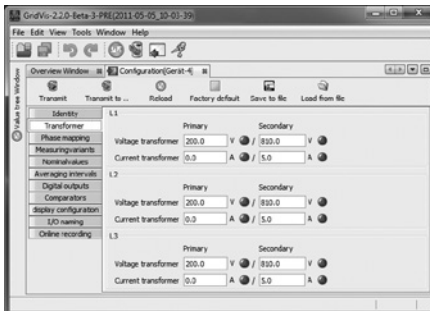 GridVis-2.2.0-Beta-3-PRE(2011-05-05_10-03-39)
File Edit View Tools Window Help
Value tree Window
Overview Window Configuration[Gerät-4]
Transmit Transmit to ... Reload Factory default Save to file Load from file
Identity
Transformer
Phase mapping
Measuringvariants
Nominalvalues
Averaging intervals
Digital outputs
Comparators
display configuration
I/O naming
Online recording
L1
Primary Secondary
Voltage transformer 200.0 V / 810.0 V
Current transformer 0.0 A / 5.0 A
L2
Primary Secondary
Voltage transformer 200.0 V / 810.0 V
Current transformer 0.0 A / 5.0 A
L3
Primary Secondary
Voltage transformer 200.0 V / 810.0 V
Current transformer 0.0 A / 5.0 A